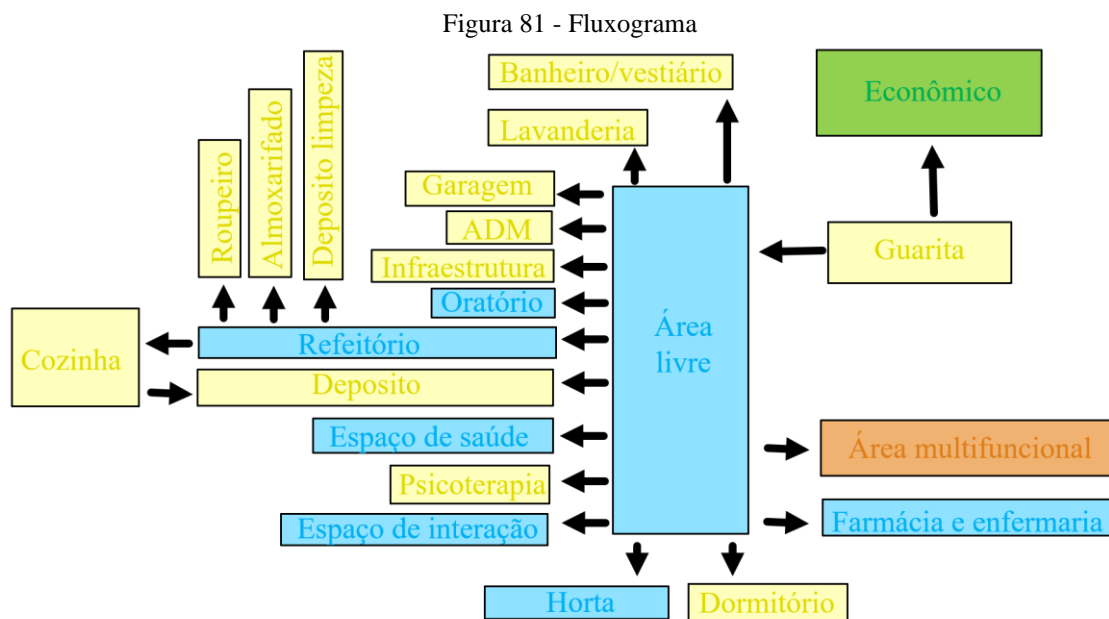 Figura 81 - Fluxograma
Banheiro/vestiário
Econômico
Lavanderia
Roupeiro
Almoxarifado
Deposito limpeza
Garagem
ADM
Guarita
Infraestrutura
Oratório
Área
livre
Cozinha
Refeitório
Deposito
Espaço de saúde
Área multifuncional
Psicoterapia
Espaço de interação
Farmácia e enfermaria
Horta
Dormitório